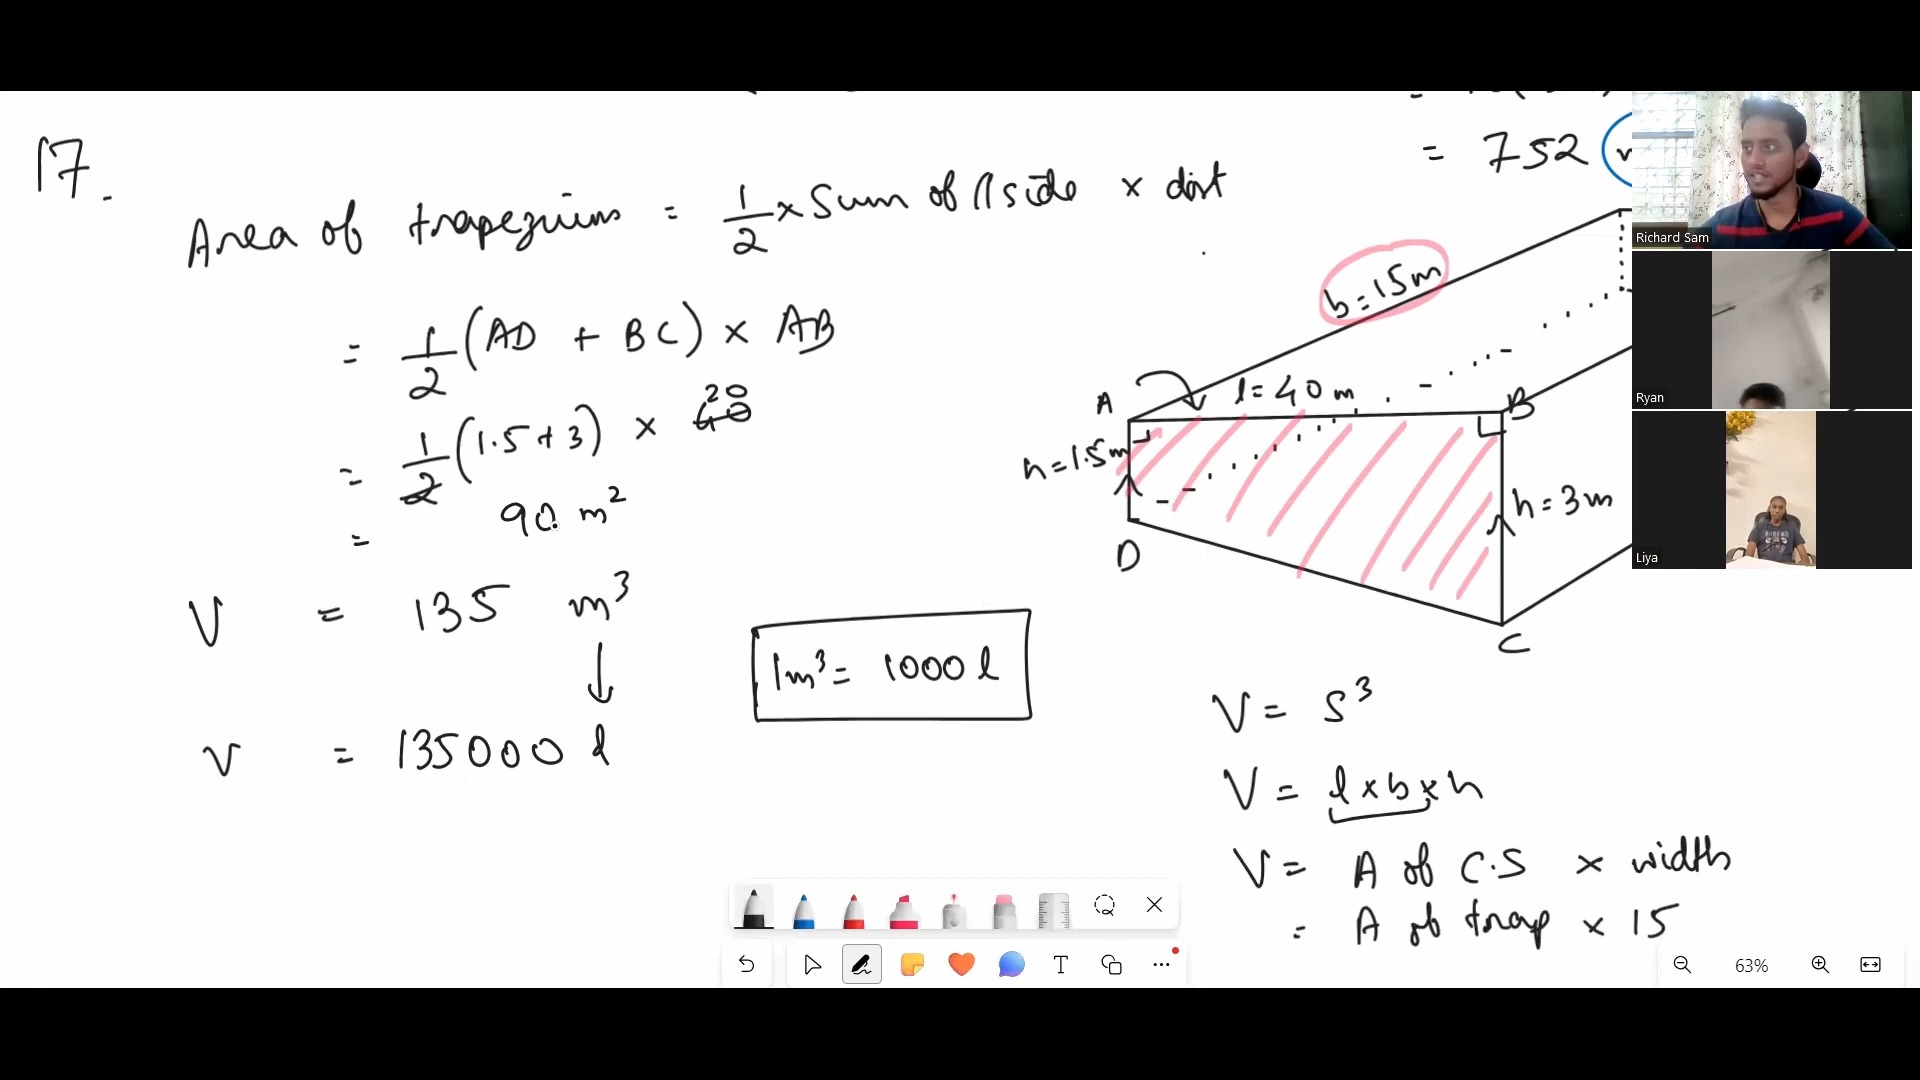 17.
Area of trapezium = 1/2 × Sum of || side × dist
= 1/2 (AD + BC) × AB
= 1/2 (1.5 + 3) × 40 20
= 90 m²
V = 135 m³
V = 135000 l
1m³ = 1000 l
= 752
b = 15m
A
l = 40 m
B
h = 1.5m
h = 3m
D
C
V = S³
V = l × b × h
V = A of C.S × width
= A of trap × 15
Richard Sam
Ryan
Liya
T
63%